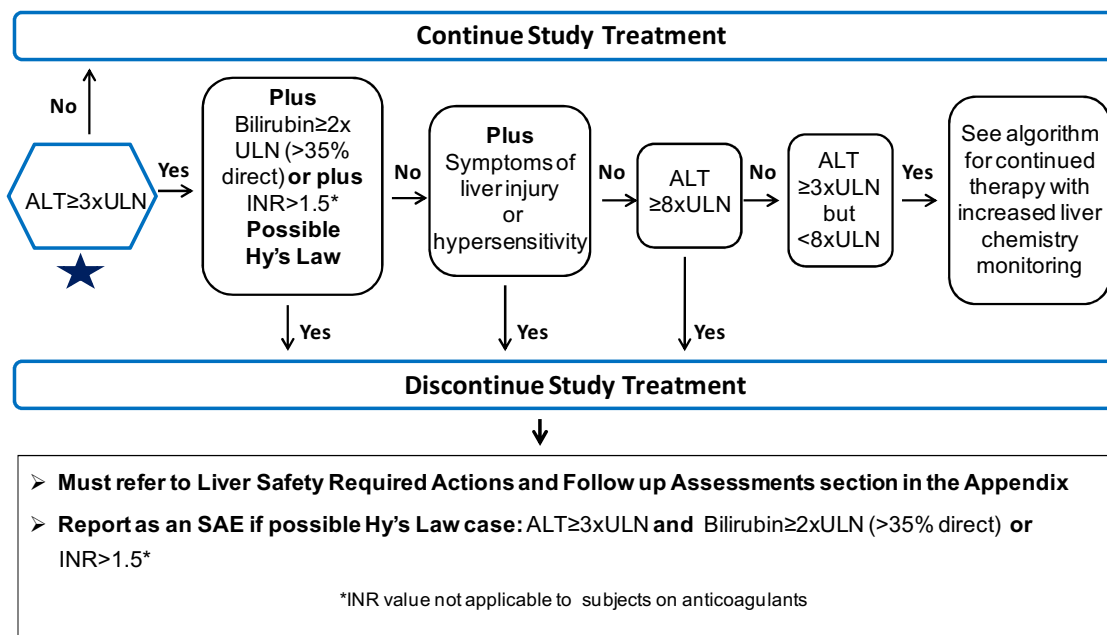 Continue Study Treatment
No
ALT≥3xULN
Yes
Plus
Bilirubin≥2x
ULN (>35%
direct) or plus
INR>1.5*
Possible
Hy's Law
No
Plus
Symptoms of
liver injury
or
hypersensitivity
No
ALT
≥8xULN
No
ALT
≥3xULN
but
<8xULN
Yes
See algorithm
for continued
therapy with
increased liver
chemistry
monitoring
Yes
Yes
Yes
Discontinue Study Treatment
➢ Must refer to Liver Safety Required Actions and Follow up Assessments section in the Appendix
➢ Report as an SAE if possible Hy's Law case: ALT≥3xULN and Bilirubin≥2xULN (>35% direct) or
INR>1.5*
*INR value not applicable to subjects on anticoagulants